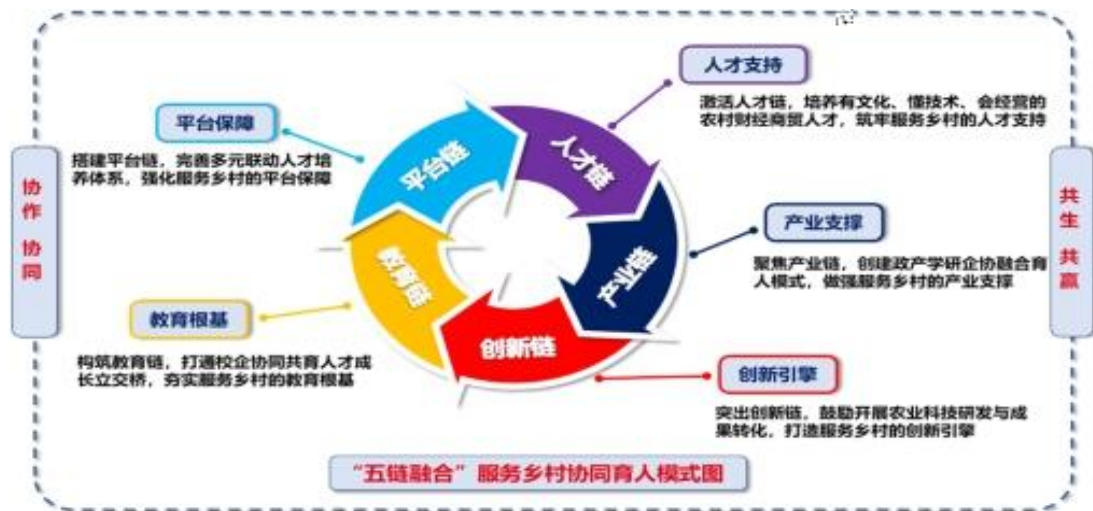 人才支持
激活人才链，培养有文化、懂技术、会经营的
农村财经商贸人才，筑牢服务乡村的人才支持
平台保障
搭建平台链，完善多元联动人才培
养体系，强化服务乡村的平台保障
平台链
人才链
协作 协同
共生 共赢
产业支撑
聚焦产业链，创建政产学研企协融合育
人模式，做强服务乡村的产业支撑
教育链
产业链
创新链
教育根基
构筑教育链，打通校企协同共育人才成
长立交桥，夯实服务乡村的教育根基
创新引擎
突出创新链，鼓励开展农业科技研发与成
果转化，打造服务乡村的创新引擎
“五链融合”服务乡村协同育人模式图